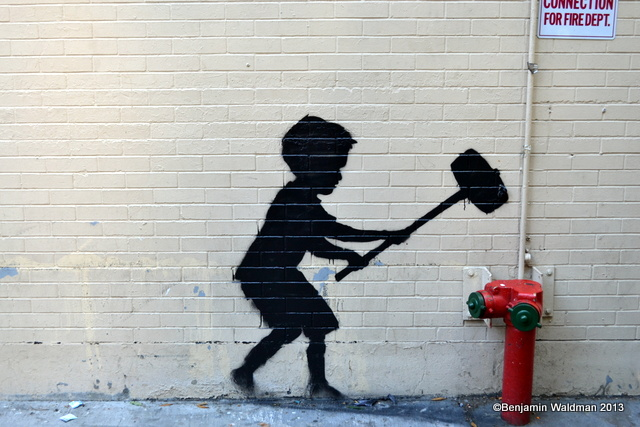 CONNECTION
FOR FIRE DEPT.
©Benjamin Waldman 2013